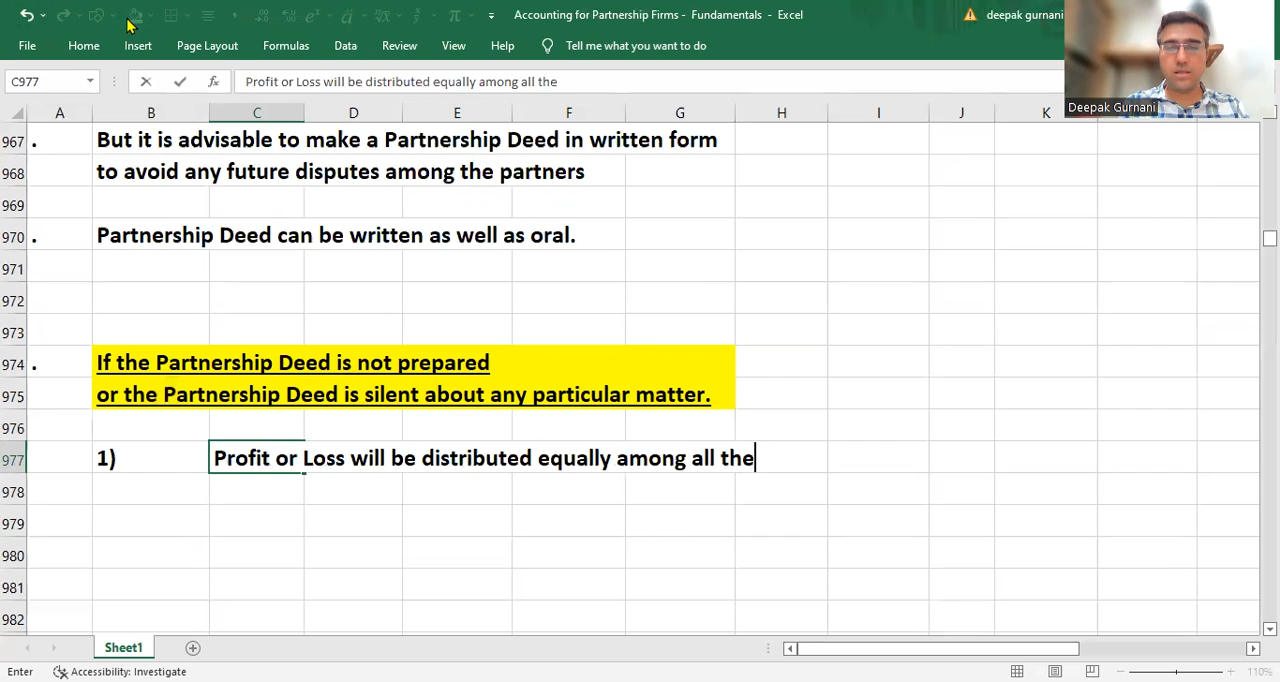 Accounting for Partnership Firms - Fundamentals - Excel
deepak gurnani
File Home Insert Page Layout Formulas Data Review View Help Tell me what you want to do
C977 fx Profit or Loss will be distributed equally among all the
Deepak Gurnani
A B C D E F G H I J K
967 . But it is advisable to make a Partnership Deed in written form
968 to avoid any future disputes among the partners
969
970 . Partnership Deed can be written as well as oral.
971
972
973
974 . If the Partnership Deed is not prepared
975 or the Partnership Deed is silent about any particular matter.
976
977 1) Profit or Loss will be distributed equally among all the
978
979
980
981
982
Sheet1
Enter Accessibility: Investigate 110%